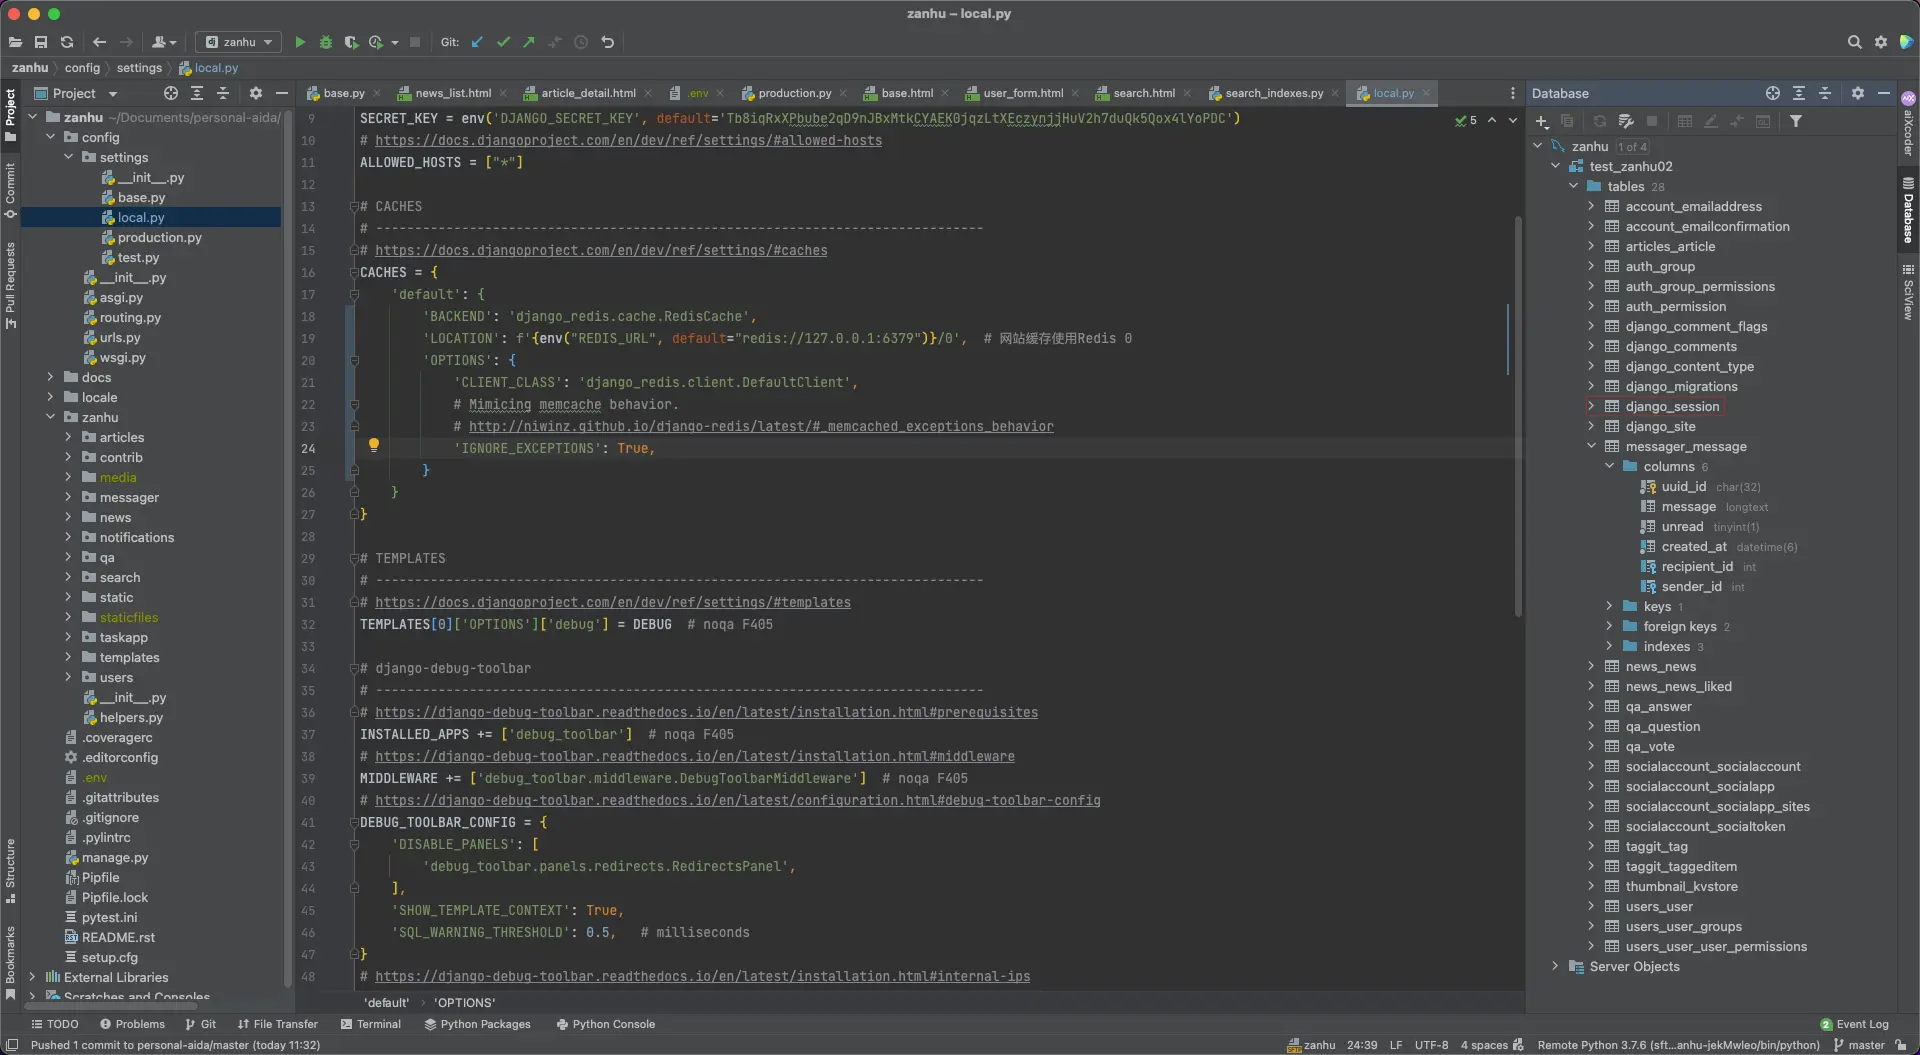 zanhu – local.py
zanhu
Git:
zanhu
config
settings
local.py
Project
Commit
Pull Requests
Structure
Bookmarks
Project
zanhu ~/Documents/personal-aida/
config
settings
__init__.py
base.py
local.py
production.py
test.py
__init__.py
asgi.py
routing.py
urls.py
wsgi.py
docs
locale
zanhu
articles
contrib
media
messager
news
notifications
qa
search
static
staticfiles
taskapp
templates
users
__init__.py
helpers.py
.coveragerc
.editorconfig
.env
.gitattributes
.gitignore
.pylintrc
manage.py
Pipfile
Pipfile.lock
pytest.ini
README.rst
setup.cfg
External Libraries
Scratches and Consoles
base.py
news_list.html
article_detail.html
.env
production.py
base.html
user_form.html
search.html
search_indexes.py
local.py
5
9 SECRET_KEY = env('DJANGO_SECRET_KEY', default='Tb8iqRxXPbube2qD9nJBxMtkCYAEK0jqzLtXEczynjjHuV2h7duQk5Qox4lYoPDC')
10 # https://docs.djangoproject.com/en/dev/ref/settings/#allowed-hosts
11 ALLOWED_HOSTS = ["*"]
12
13 # CACHES
14 # ------------------------------------------------------------------------------
15 # https://docs.djangoproject.com/en/dev/ref/settings/#caches
16 CACHES = {
17 'default': {
18 'BACKEND': 'django_redis.cache.RedisCache',
19 'LOCATION': f'{env("REDIS_URL", default="redis://127.0.0.1:6379")}/0', # 网站缓存使用Redis 0
20 'OPTIONS': {
21 'CLIENT_CLASS': 'django_redis.client.DefaultClient',
22 # Mimicing memcache behavior.
23 # http://niwinz.github.io/django-redis/latest/#_memcached_exceptions_behavior
24 'IGNORE_EXCEPTIONS': True,
25 }
26 }
27 }
28
29 # TEMPLATES
30 # ------------------------------------------------------------------------------
31 # https://docs.djangoproject.com/en/dev/ref/settings/#templates
32 TEMPLATES[0]['OPTIONS']['debug'] = DEBUG # noqa F405
33
34 # django-debug-toolbar
35 # ------------------------------------------------------------------------------
36 # https://django-debug-toolbar.readthedocs.io/en/latest/installation.html#prerequisites
37 INSTALLED_APPS += ['debug_toolbar'] # noqa F405
38 # https://django-debug-toolbar.readthedocs.io/en/latest/installation.html#middleware
39 MIDDLEWARE += ['debug_toolbar.middleware.DebugToolbarMiddleware'] # noqa F405
40 # https://django-debug-toolbar.readthedocs.io/en/latest/configuration.html#debug-toolbar-config
41 DEBUG_TOOLBAR_CONFIG = {
42 'DISABLE_PANELS': [
43 'debug_toolbar.panels.redirects.RedirectsPanel',
44 ],
45 'SHOW_TEMPLATE_CONTEXT': True,
46 'SQL_WARNING_THRESHOLD': 0.5, # milliseconds
47 }
48 # https://django-debug-toolbar.readthedocs.io/en/latest/installation.html#internal-ips
'default' › 'OPTIONS'
Database
zanhu 1 of 4
test_zanhu02
tables 28
account_emailaddress
account_emailconfirmation
articles_article
auth_group
auth_group_permissions
auth_permission
django_comment_flags
django_comments
django_content_type
django_migrations
django_session
django_site
messager_message
columns 6
uuid_id char(32)
message longtext
unread tinyint(1)
created_at datetime(6)
recipient_id int
sender_id int
keys 1
foreign keys 2
indexes 3
news_news
news_news_liked
qa_answer
qa_question
qa_vote
socialaccount_socialaccount
socialaccount_socialapp
socialaccount_socialapp_sites
socialaccount_socialtoken
taggit_tag
taggit_taggeditem
thumbnail_kvstore
users_user
users_user_groups
users_user_user_permissions
Server Objects
aiXcoder
Database
SciView
TODO
Problems
Git
File Transfer
Terminal
Python Packages
Python Console
2 Event Log
Pushed 1 commit to personal-aida/master (today 11:32)
zanhu
24:39
LF
UTF-8
4 spaces
Remote Python 3.7.6 (sft...anhu-jekMwleo/bin/python)
master